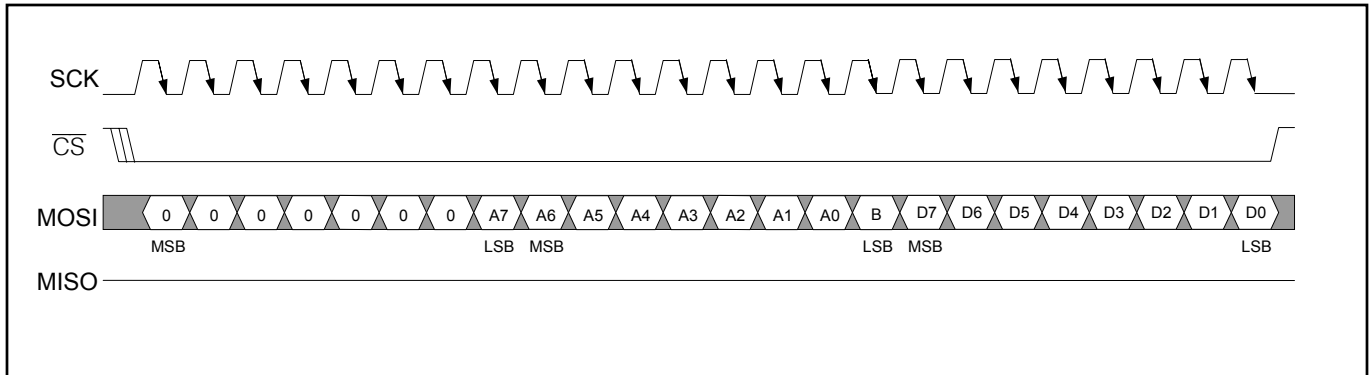 SCK
CS
MOSI 0 0 0 0 0 0 0 A7 A6 A5 A4 A3 A2 A1 A0 B D7 D6 D5 D4 D3 D2 D1 D0
MSB LSB MSB LSB MSB LSB
MISO